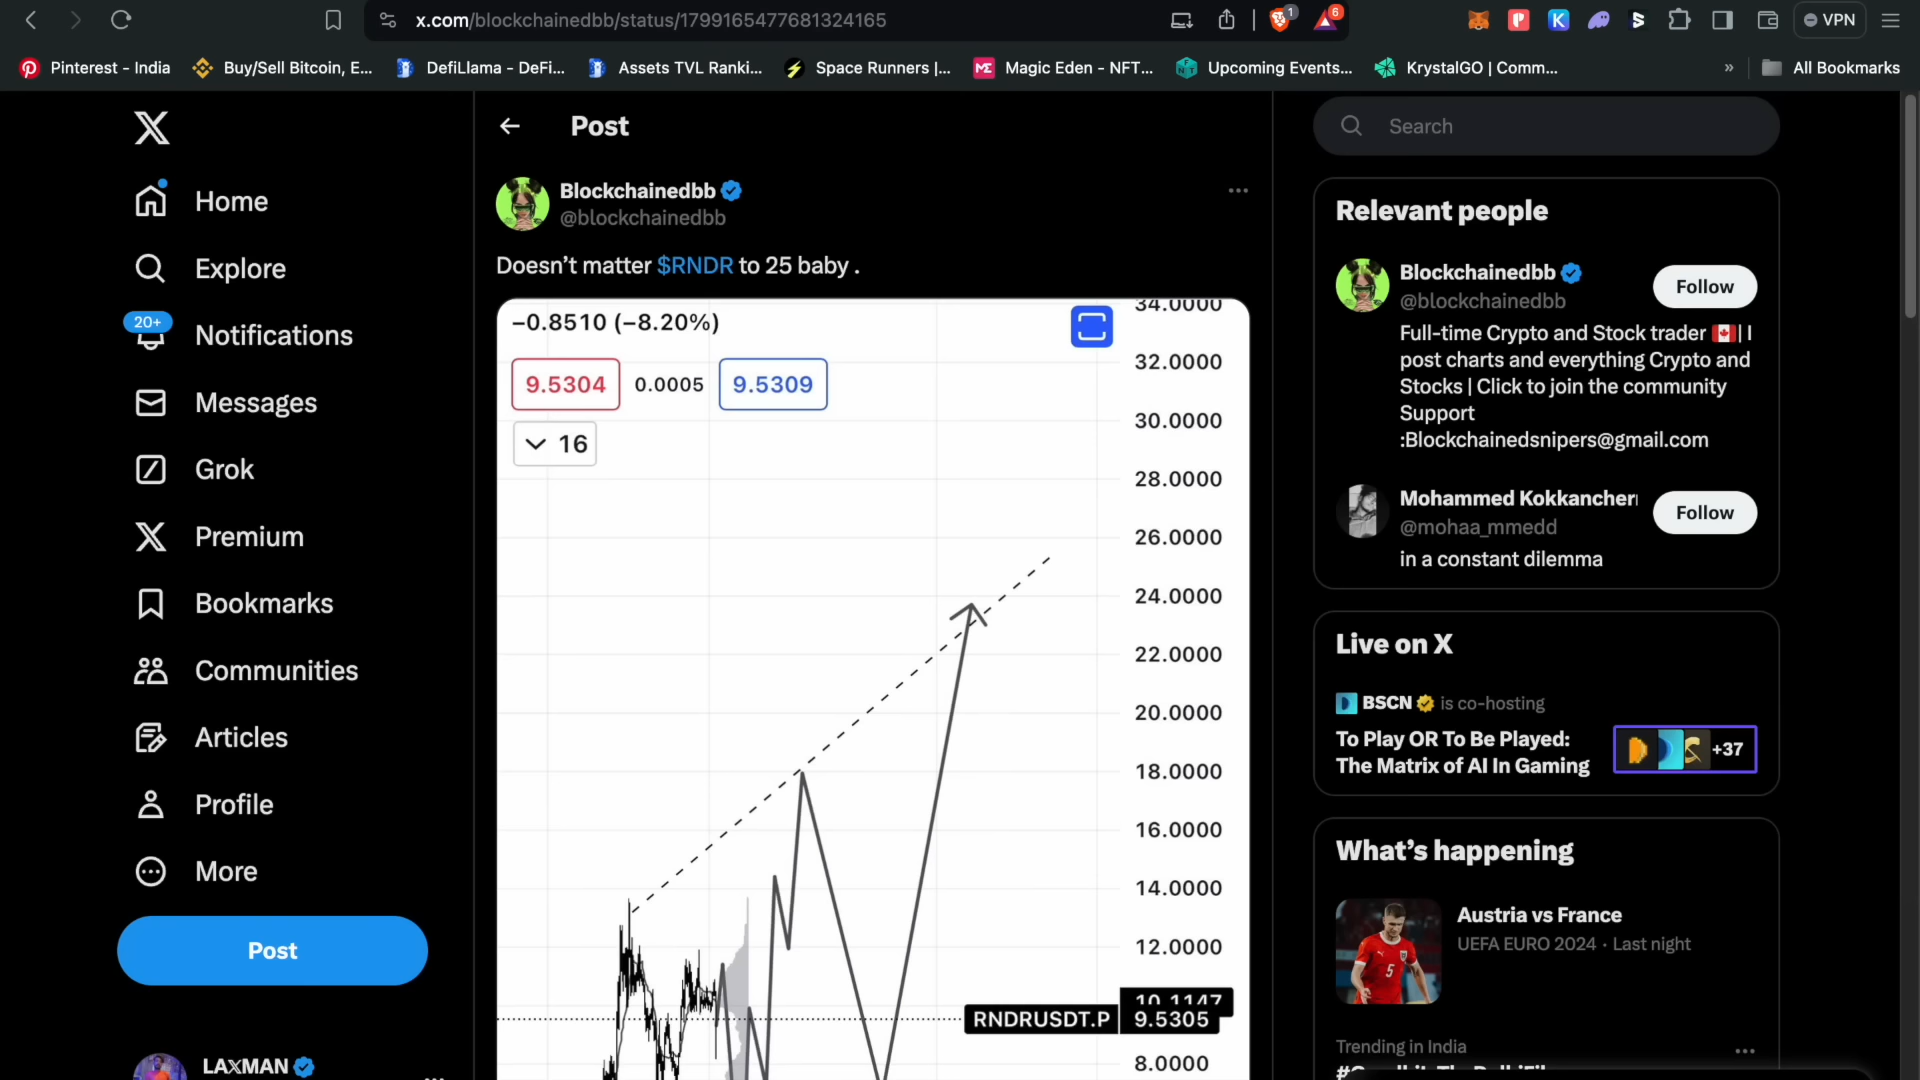 x.com/blockchainedbb/status/1799165477681324165
1
6
VPN
Pinterest - India
Buy/Sell Bitcoin, E...
DefiLlama - DeFi...
Assets TVL Ranki...
Space Runners |...
Magic Eden - NFT...
Upcoming Events...
KrystalGO | Comm...
»
All Bookmarks
Home
Explore
20+
Notifications
Messages
Grok
Premium
Bookmarks
Communities
Articles
Profile
More
Post
LAXMAN
Post
Blockchainedbb
@blockchainedbb
Doesn’t matter $RNDR to 25 baby .
−0.8510 (−8.20%)
9.5304
0.0005
9.5309
16
34.0000
32.0000
30.0000
28.0000
26.0000
24.0000
22.0000
20.0000
18.0000
16.0000
14.0000
12.0000
10.1147
RNDRUSDT.P
9.5305
8.0000
Search
Relevant people
Blockchainedbb
@blockchainedbb
Follow
Full-time Crypto and Stock trader 🇨🇦| I
post charts and everything Crypto and
Stocks | Click to join the community
Support
:Blockchainedsnipers@gmail.com
Mohammed Kokkancher
@mohaa_mmedd
Follow
in a constant dilemma
Live on X
BSCN is co-hosting
To Play OR To Be Played:
The Matrix of AI In Gaming
+37
What’s happening
Austria vs France
UEFA EURO 2024 · Last night
5
Trending in India